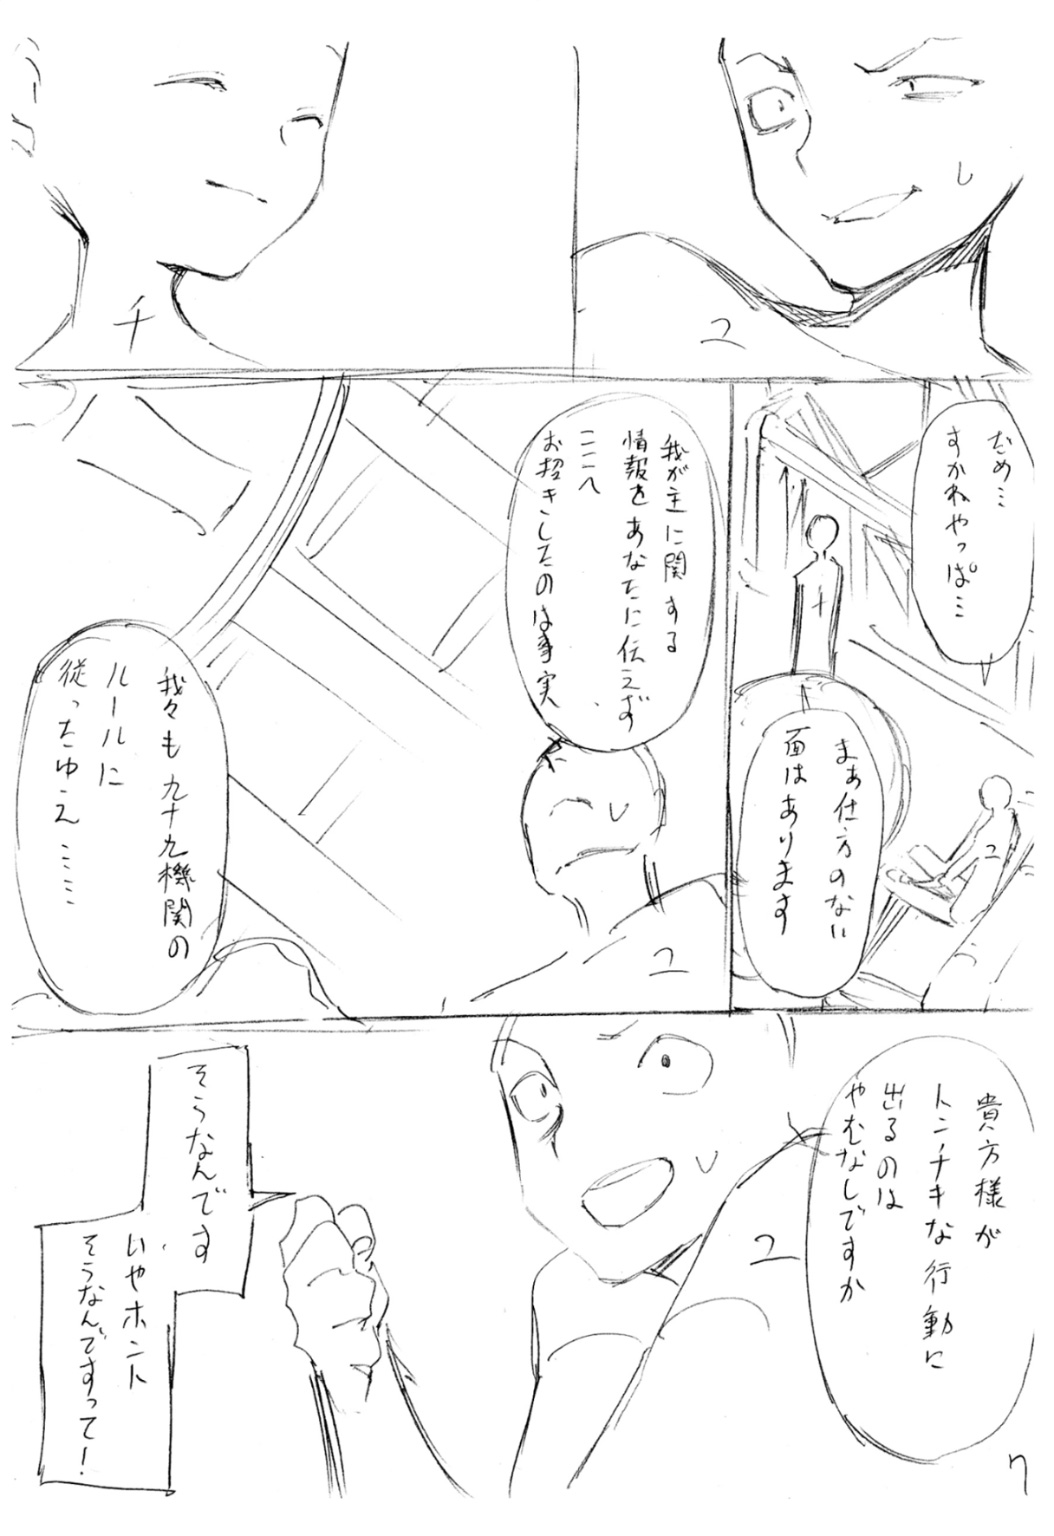 ユ
千
だめ…
すかねやっぱ…
千
まぁ仕方のない
面はあります
ユ
我が主に関する
情報をあなたに伝えず
ここへ
お招きしたのは事実
ユ
我々も九十九機関の
ルールに
従ったゆえ……
貴方様が
トンチキな行動に
出るのは
やむなしですか
ユ
そうなんです
いやホント
そうなんですって！
7